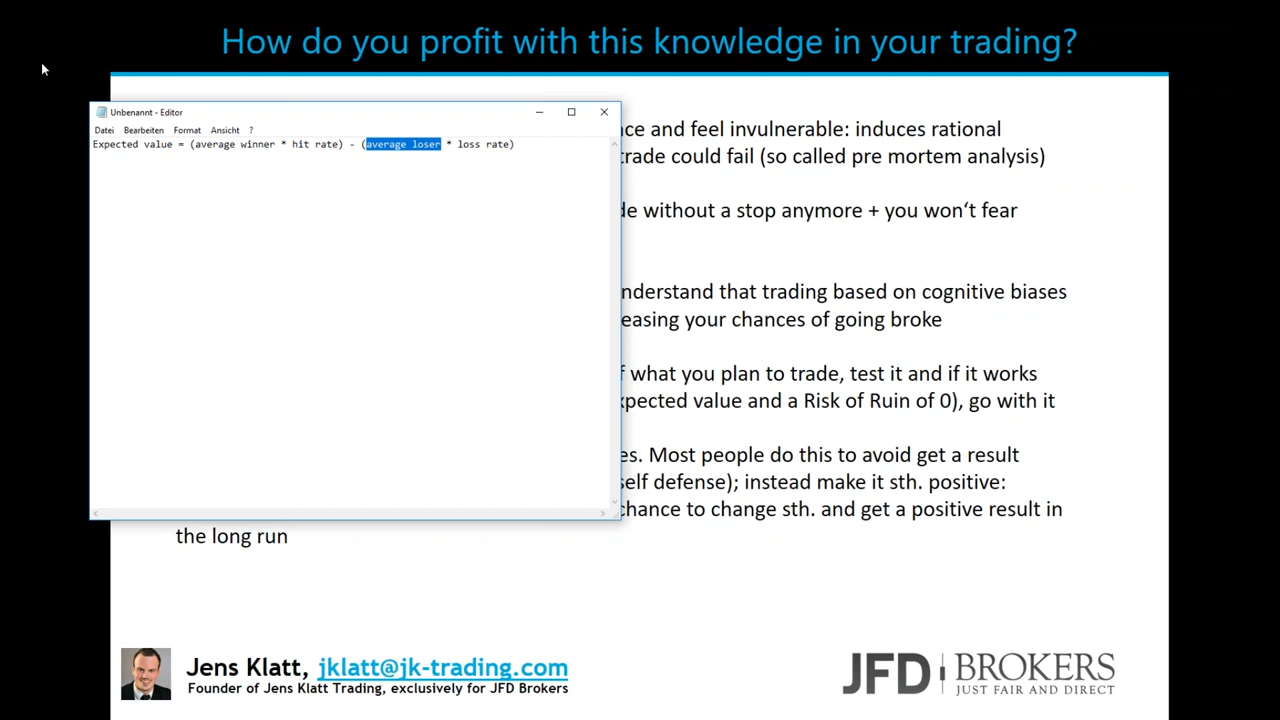 How do you profit with this knowledge in your trading?
Unbenannt - Editor
Datei Bearbeiten Format Ansicht ?
Expected value = (average winner * hit rate) - (average loser * loss rate)
ce and feel invulnerable: induces rational
trade could fail (so called pre mortem analysis)
de without a stop anymore + you won‘t fear
nderstand that trading based on cognitive biases
easing your chances of going broke
f what you plan to trade, test it and if it works
xpected value and a Risk of Ruin of 0), go with it
es. Most people do this to avoid get a result
self defense); instead make it sth. positive:
chance to change sth. and get a positive result in
the long run
Jens Klatt, jklatt@jk-trading.com
Founder of Jens Klatt Trading, exclusively for JFD Brokers
JFD BROKERS
JUST FAIR AND DIRECT